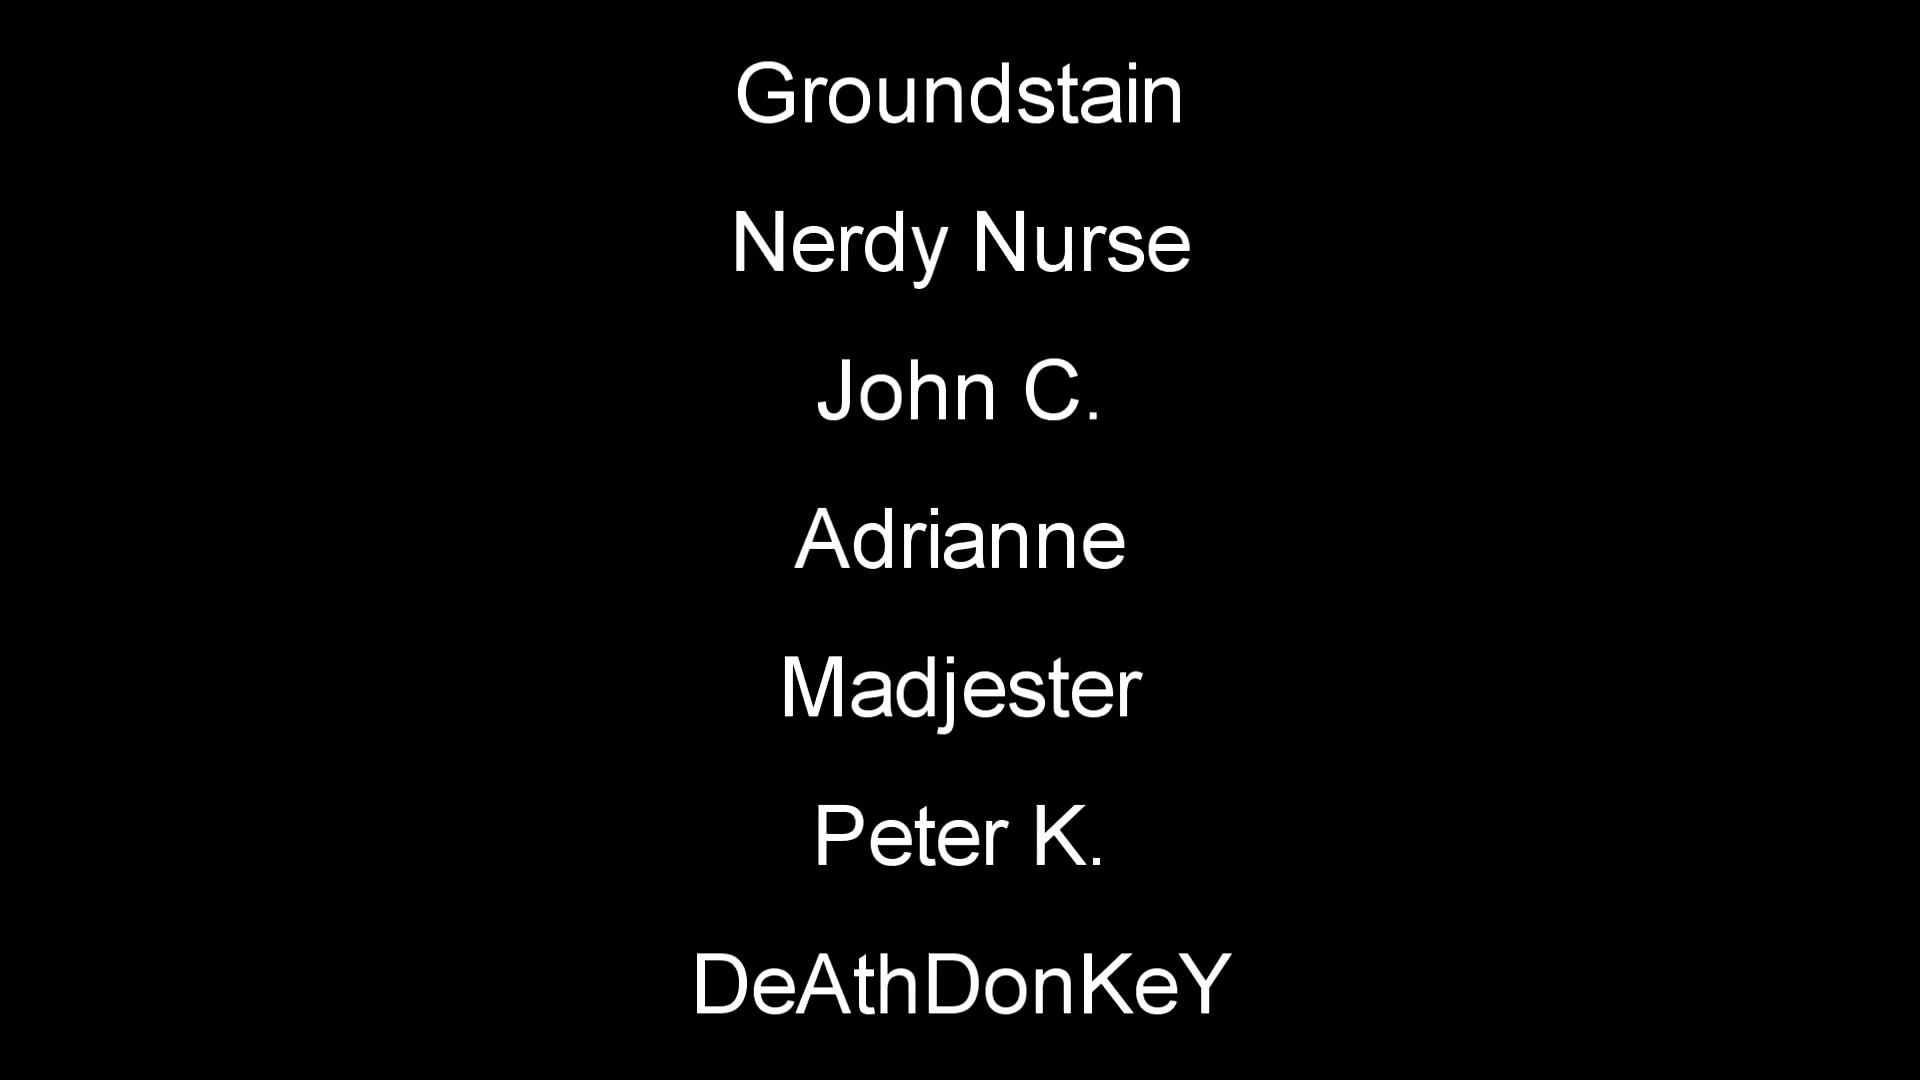 Groundstain
Nerdy Nurse
John C.
Adrianne
Madjester
Peter K.
DeAthDonKeY